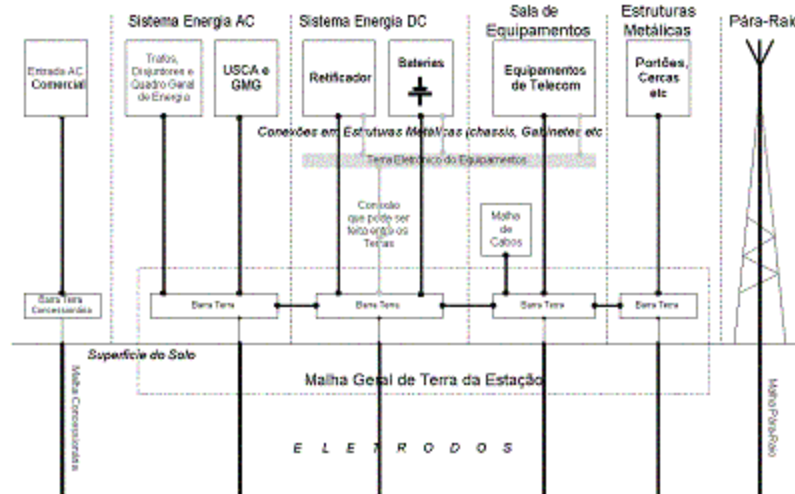 Sistema Energia AC
Sistema Energia DC
Sala de
Equipamentos
Estruturas
Metálicas
Pára-Raio
Entrada AC
Comercial
Trafos,
Disjuntores e
Quadro Geral
de Energia
USCA e
GMG
Retificador
Baterias
Equipamentos
de Telecom
Portões,
Cercas
etc
Conexões em Estruturas Metálicas (chassis, Gabinetes etc
Terra Eletrônico do Equipamentos
Conexão
que pode ser
feito entre os
Terras
Malha
de
Cabos
Barra Terra
Concessionária
Barra Terra
Barra Terra
Barra Terra
Barra Terra
Superfície do Solo
Malha Geral de Terra da Estação
Malha Concessionária
Malha Pára-Raio
E L E T R O D O S